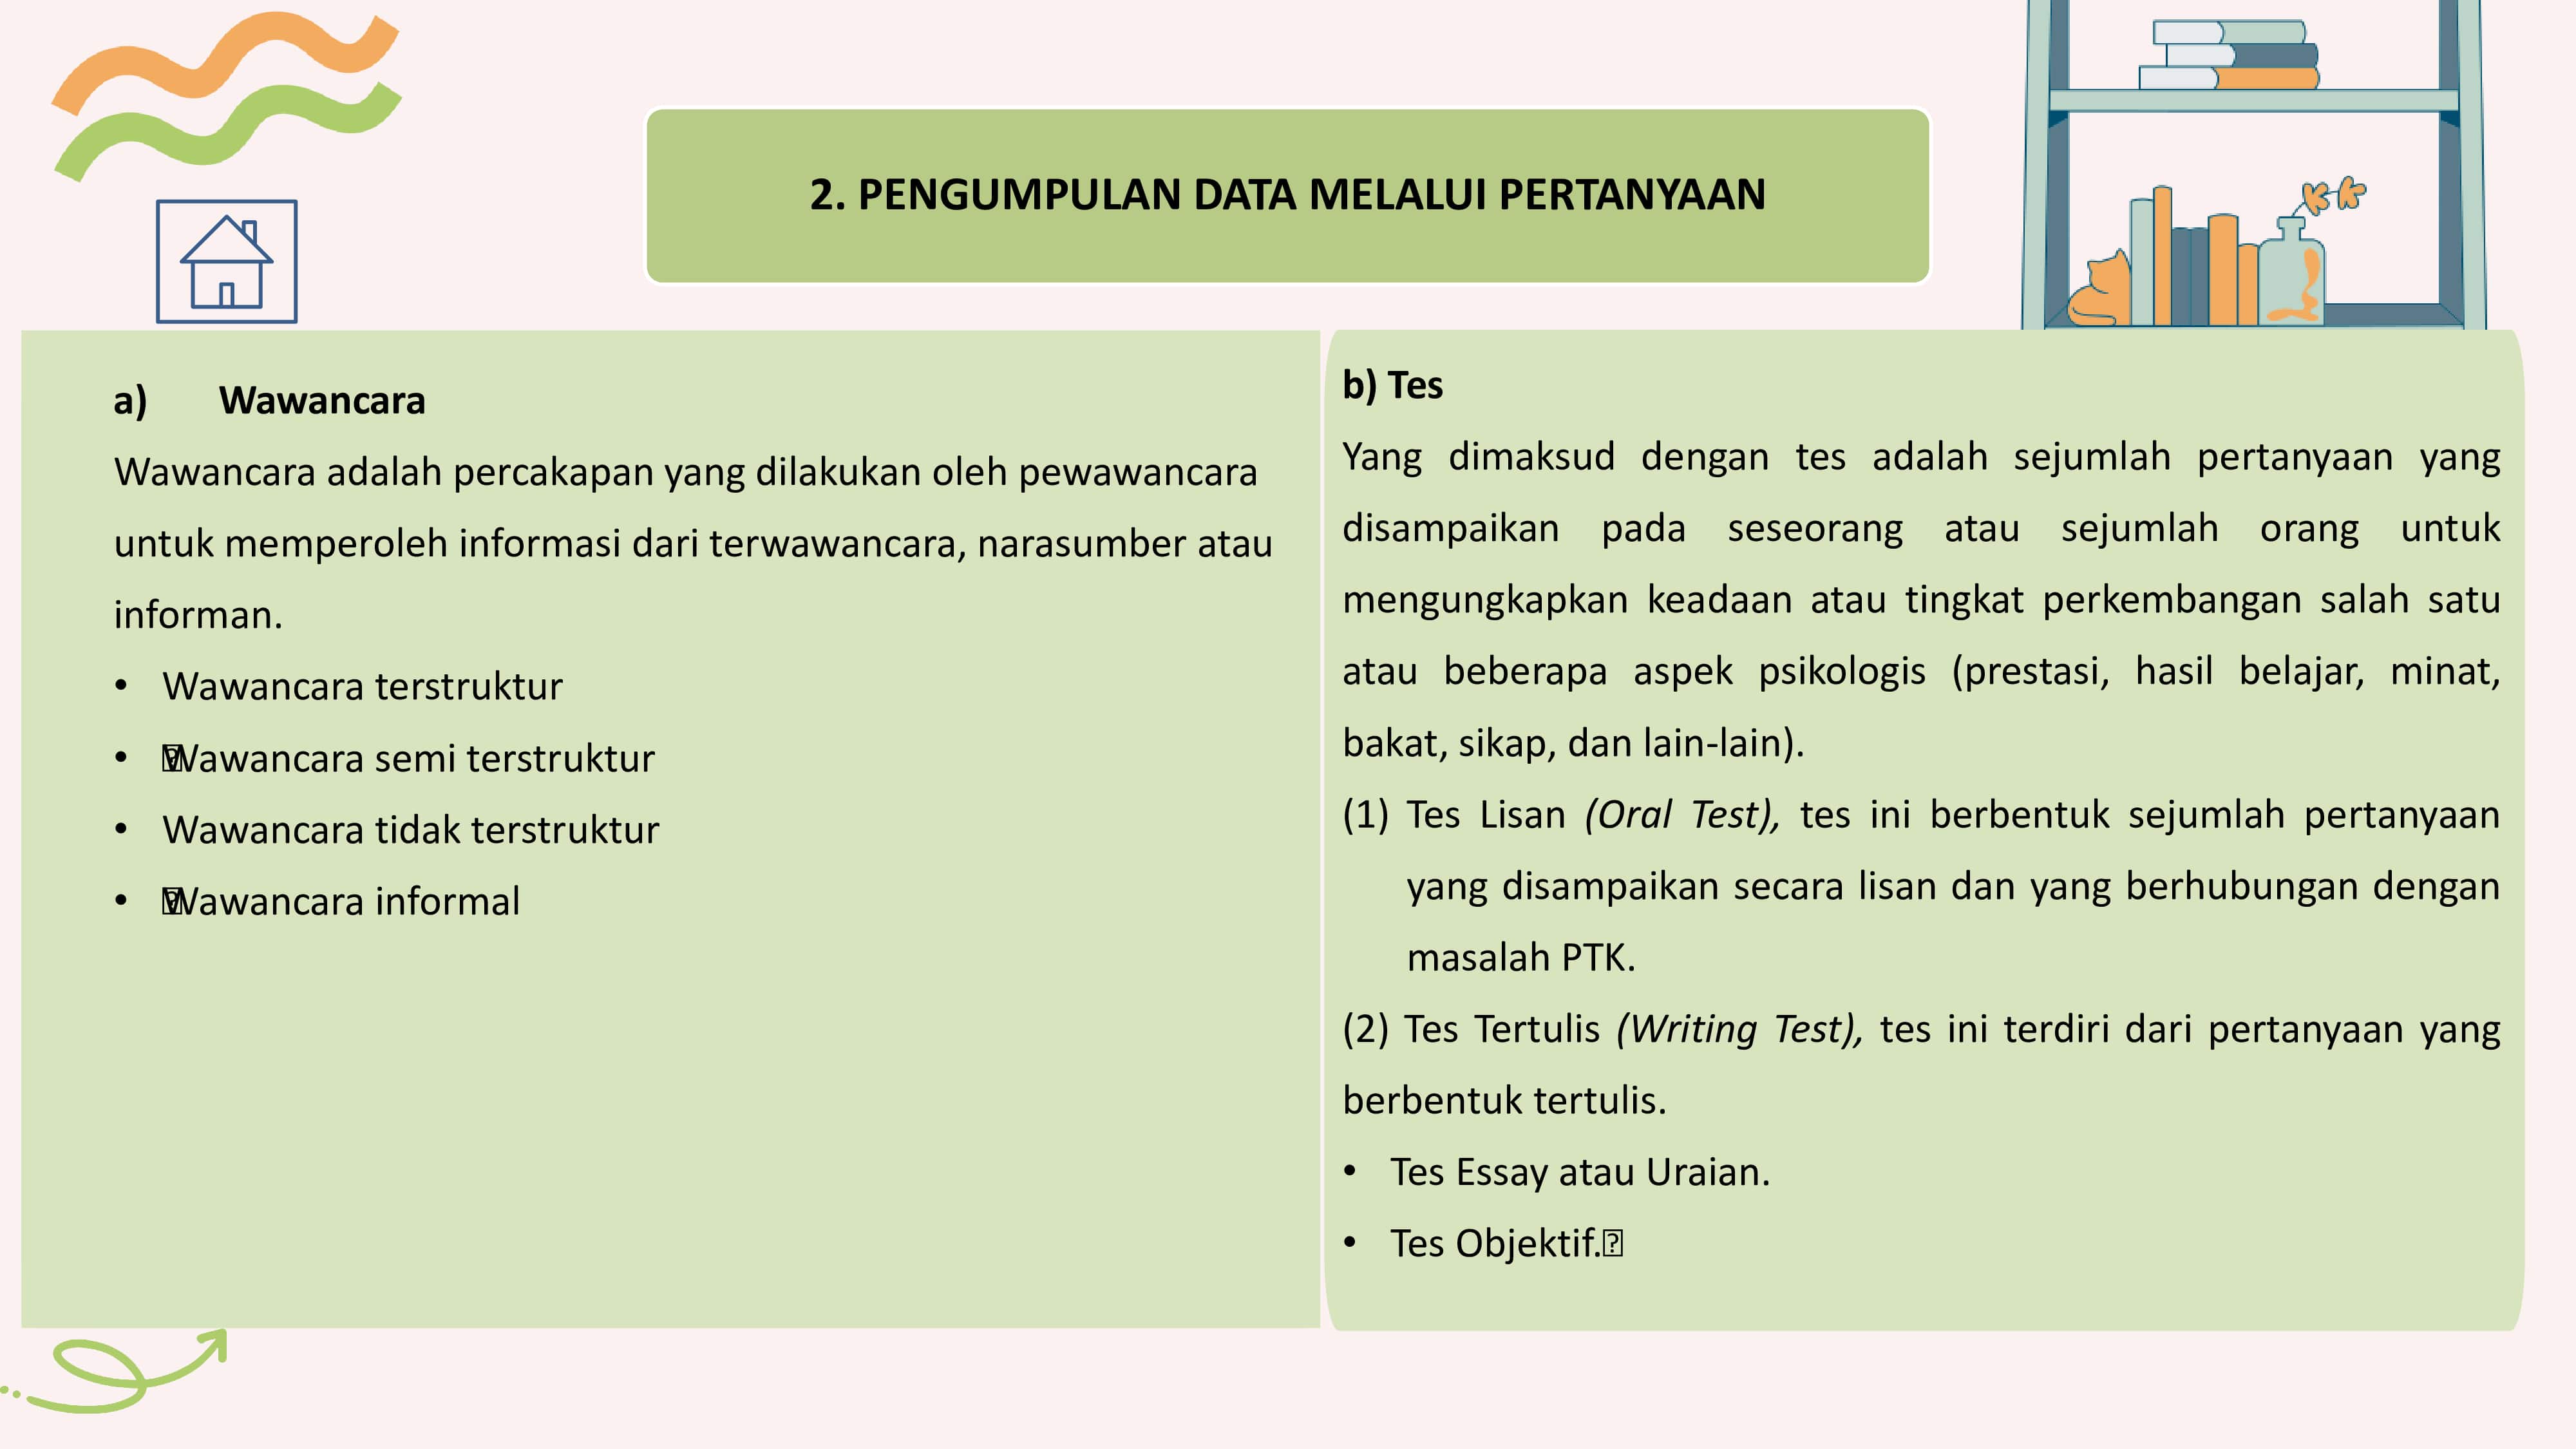 2. PENGUMPULAN DATA MELALUI PERTANYAAN
a) Wawancara
Wawancara adalah percakapan yang dilakukan oleh pewawancara
untuk memperoleh informasi dari terwawancara, narasumber atau
informan.
• Wawancara terstruktur
• Wawancara semi terstruktur
• Wawancara tidak terstruktur
• Wawancara informal
b) Tes
Yang dimaksud dengan tes adalah sejumlah pertanyaan yang
disampaikan pada seseorang atau sejumlah orang untuk
mengungkapkan keadaan atau tingkat perkembangan salah satu
atau beberapa aspek psikologis (prestasi, hasil belajar, minat,
bakat, sikap, dan lain-lain).
(1) Tes Lisan (Oral Test), tes ini berbentuk sejumlah pertanyaan
yang disampaikan secara lisan dan yang berhubungan dengan
masalah PTK.
(2) Tes Tertulis (Writing Test), tes ini terdiri dari pertanyaan yang
berbentuk tertulis.
• Tes Essay atau Uraian.
• Tes Objektif.